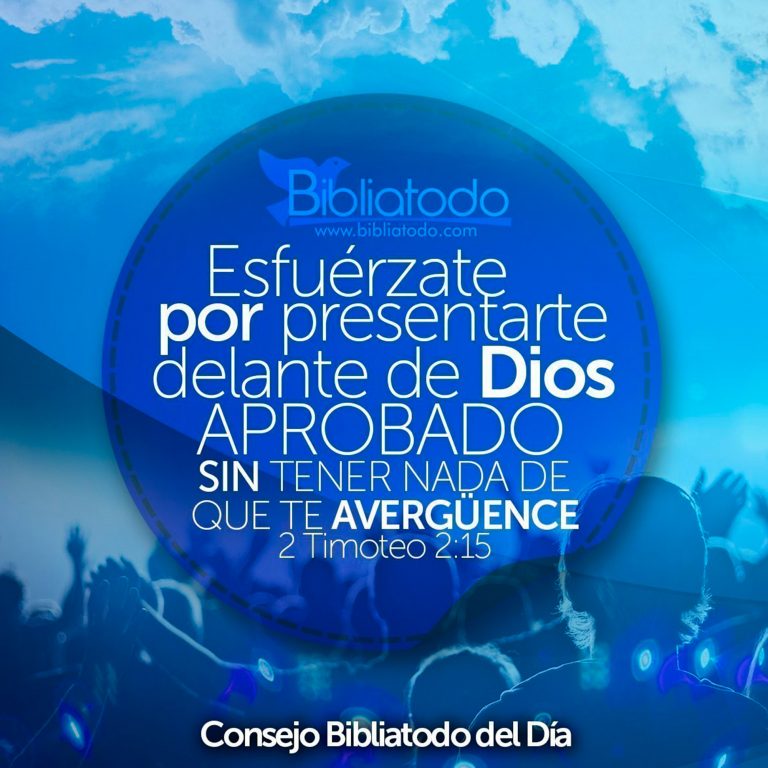 Bibliatodo
www.bibliatodo.com
Esfuérzate
por presentarte
delante de Dios
APROBADO
SIN TENER NADA DE
QUE TE AVERGÜENCE
2 Timoteo 2:15
Consejo Bibliatodo del Día